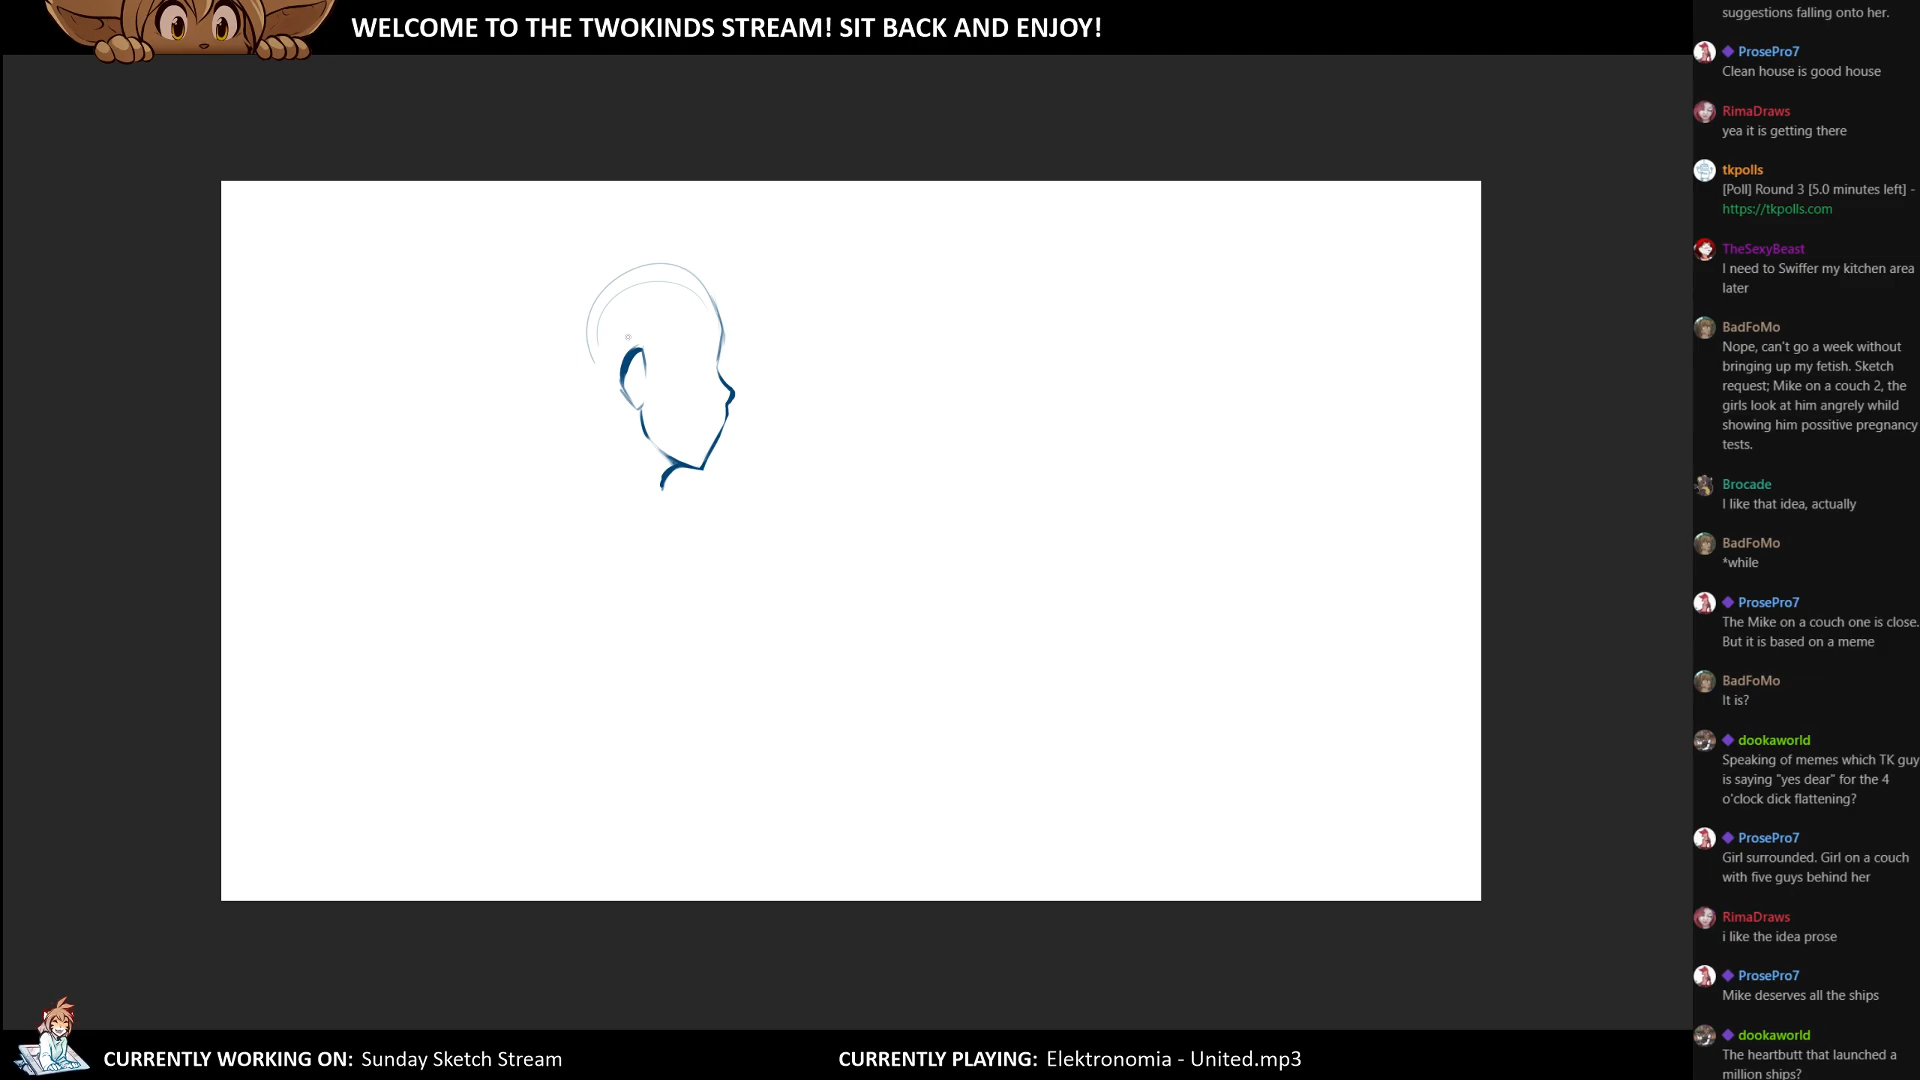 WELCOME TO THE TWOKINDS STREAM! SIT BACK AND ENJOY!
suggestions falling onto her.
ProsePro7
Clean house is good house
RimaDraws
yea it is getting there
tkpolls
[Poll] Round 3 [5.0 minutes left] -
https://tkpolls.com
TheSexyBeast
I need to Swiffer my kitchen area
later
BadFoMo
Nope, can't go a week without
bringing up my fetish. Sketch
request; Mike on a couch 2, the
girls look at him angrely whild
showing him possitive pregnancy
tests.
Brocade
I like that idea, actually
BadFoMo
*while
ProsePro7
The Mike on a couch one is close.
But it is based on a meme
BadFoMo
It is?
dookaworld
Speaking of memes which TK guy
is saying "yes dear" for the 4
o'clock dick flattening?
ProsePro7
Girl surrounded. Girl on a couch
with five guys behind her
RimaDraws
i like the idea prose
ProsePro7
Mike deserves all the ships
dookaworld
The heartbutt that launched a
million ships?
CURRENTLY WORKING ON: Sunday Sketch Stream
CURRENTLY PLAYING: Elektronomia - United.mp3